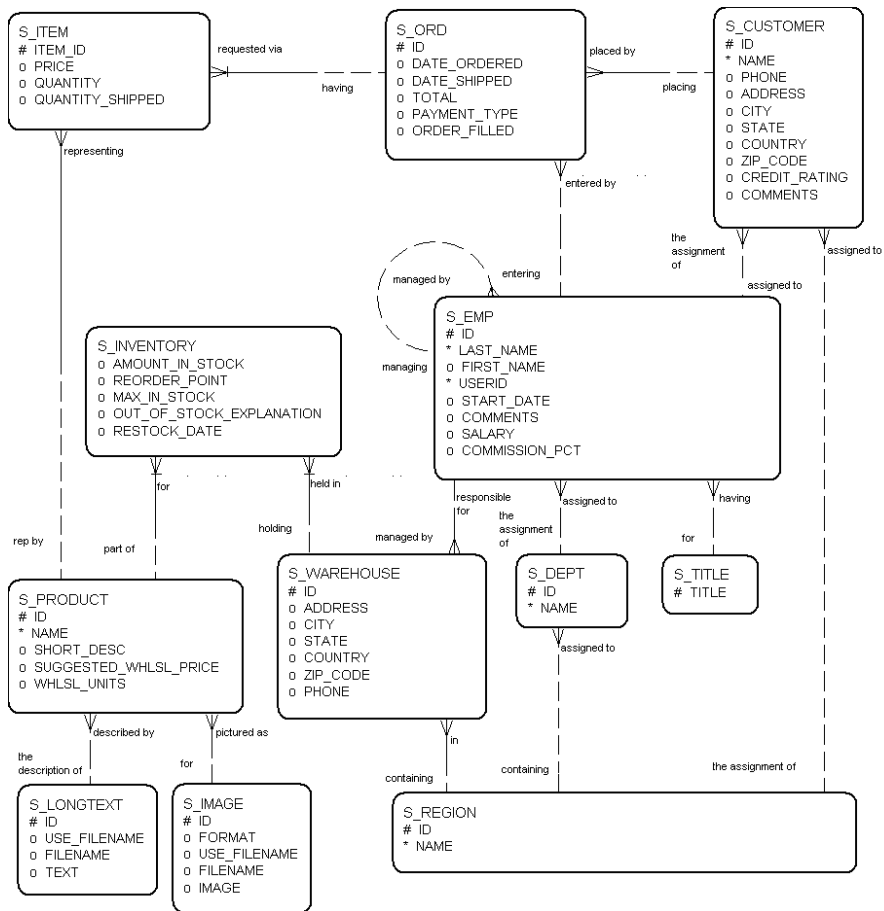 S_ITEM
# ITEM_ID
o PRICE
o QUANTITY
o QUANTITY_SHIPPED
requested via
having
S_ORD
# ID
o DATE_ORDERED
o DATE_SHIPPED
o TOTAL
o PAYMENT_TYPE
o ORDER_FILLED
placed by
placing
S_CUSTOMER
# ID
* NAME
o PHONE
o ADDRESS
o CITY
o STATE
o COUNTRY
o ZIP_CODE
o CREDIT_RATING
o COMMENTS
representing
entered by
the
assignment
of
assigned to
assigned to
managed by
entering
managing
S_EMP
# ID
* LAST_NAME
o FIRST_NAME
* USERID
o START_DATE
o COMMENTS
o SALARY
o COMMISSION_PCT
S_INVENTORY
o AMOUNT_IN_STOCK
o REORDER_POINT
o MAX_IN_STOCK
o OUT_OF_STOCK_EXPLANATION
o RESTOCK_DATE
for
held in
responsible
for
assigned to
having
the
assignment
of
rep by
part of
holding
managed by
for
S_PRODUCT
# ID
* NAME
o SHORT_DESC
o SUGGESTED_WHLSL_PRICE
o WHLSL_UNITS
S_WAREHOUSE
# ID
o ADDRESS
o CITY
o STATE
o COUNTRY
o ZIP_CODE
o PHONE
S_DEPT
# ID
* NAME
S_TITLE
# TITLE
assigned to
described by
pictured as
in
the
description of
for
containing
containing
the assignment of
S_LONGTEXT
# ID
o USE_FILENAME
o FILENAME
o TEXT
S_IMAGE
# ID
o FORMAT
o USE_FILENAME
o FILENAME
o IMAGE
S_REGION
# ID
* NAME